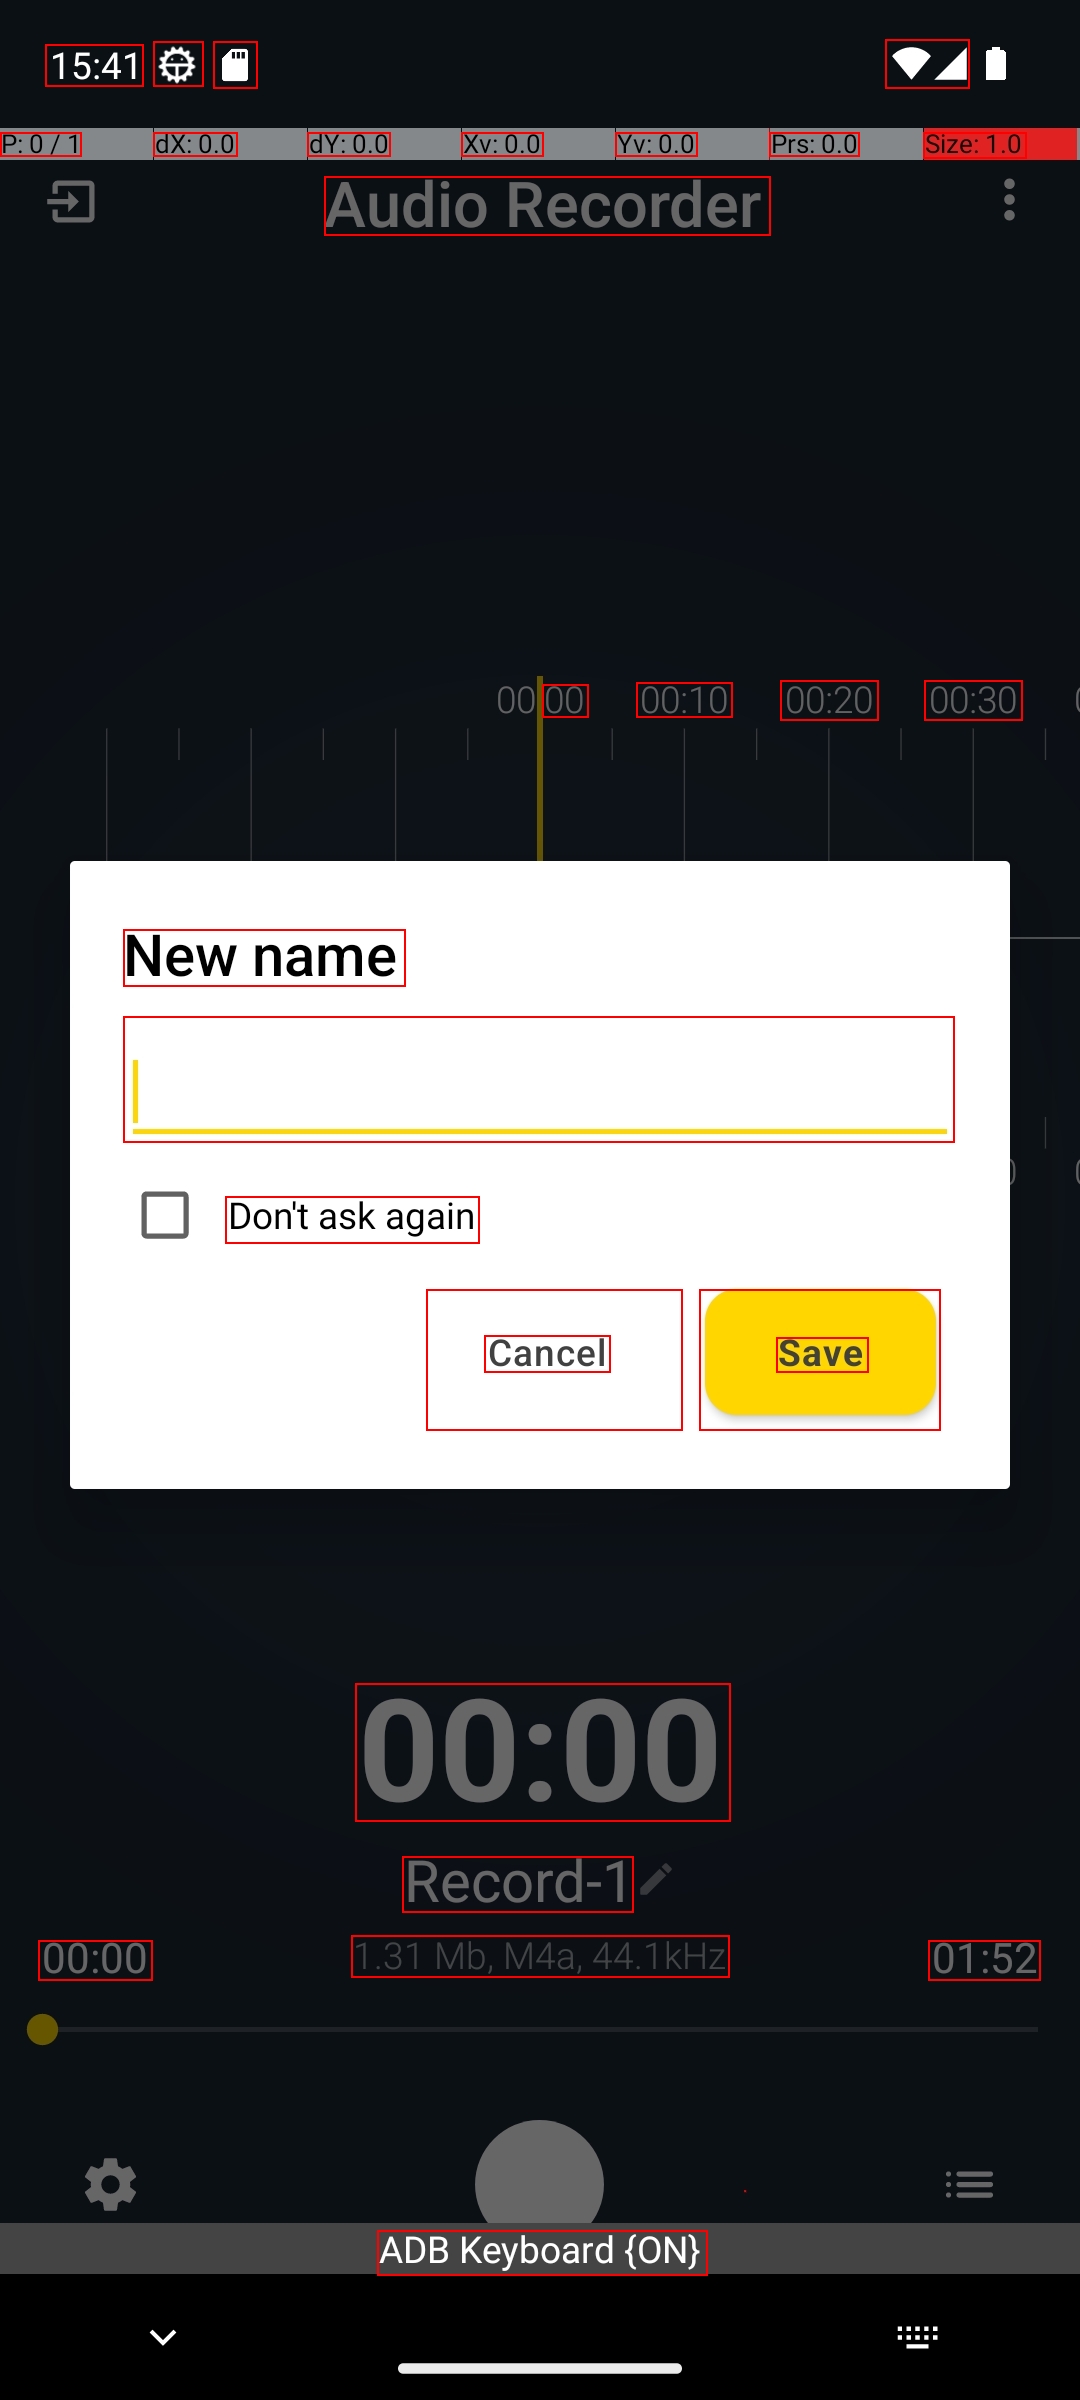 15:41
P: 0 / 1 dX: 0.0 dY: 0.0 Xv: 0.0 Yv: 0.0 Prs: 0.0 Size: 1.0
Audio Recorder
00:00 00:10 00:20 00:30
New name
Don't ask again
Cancel Save
00:00
Record-1
00:00 1.31 Mb, M4a, 44.1kHz 01:52
ADB Keyboard {ON}